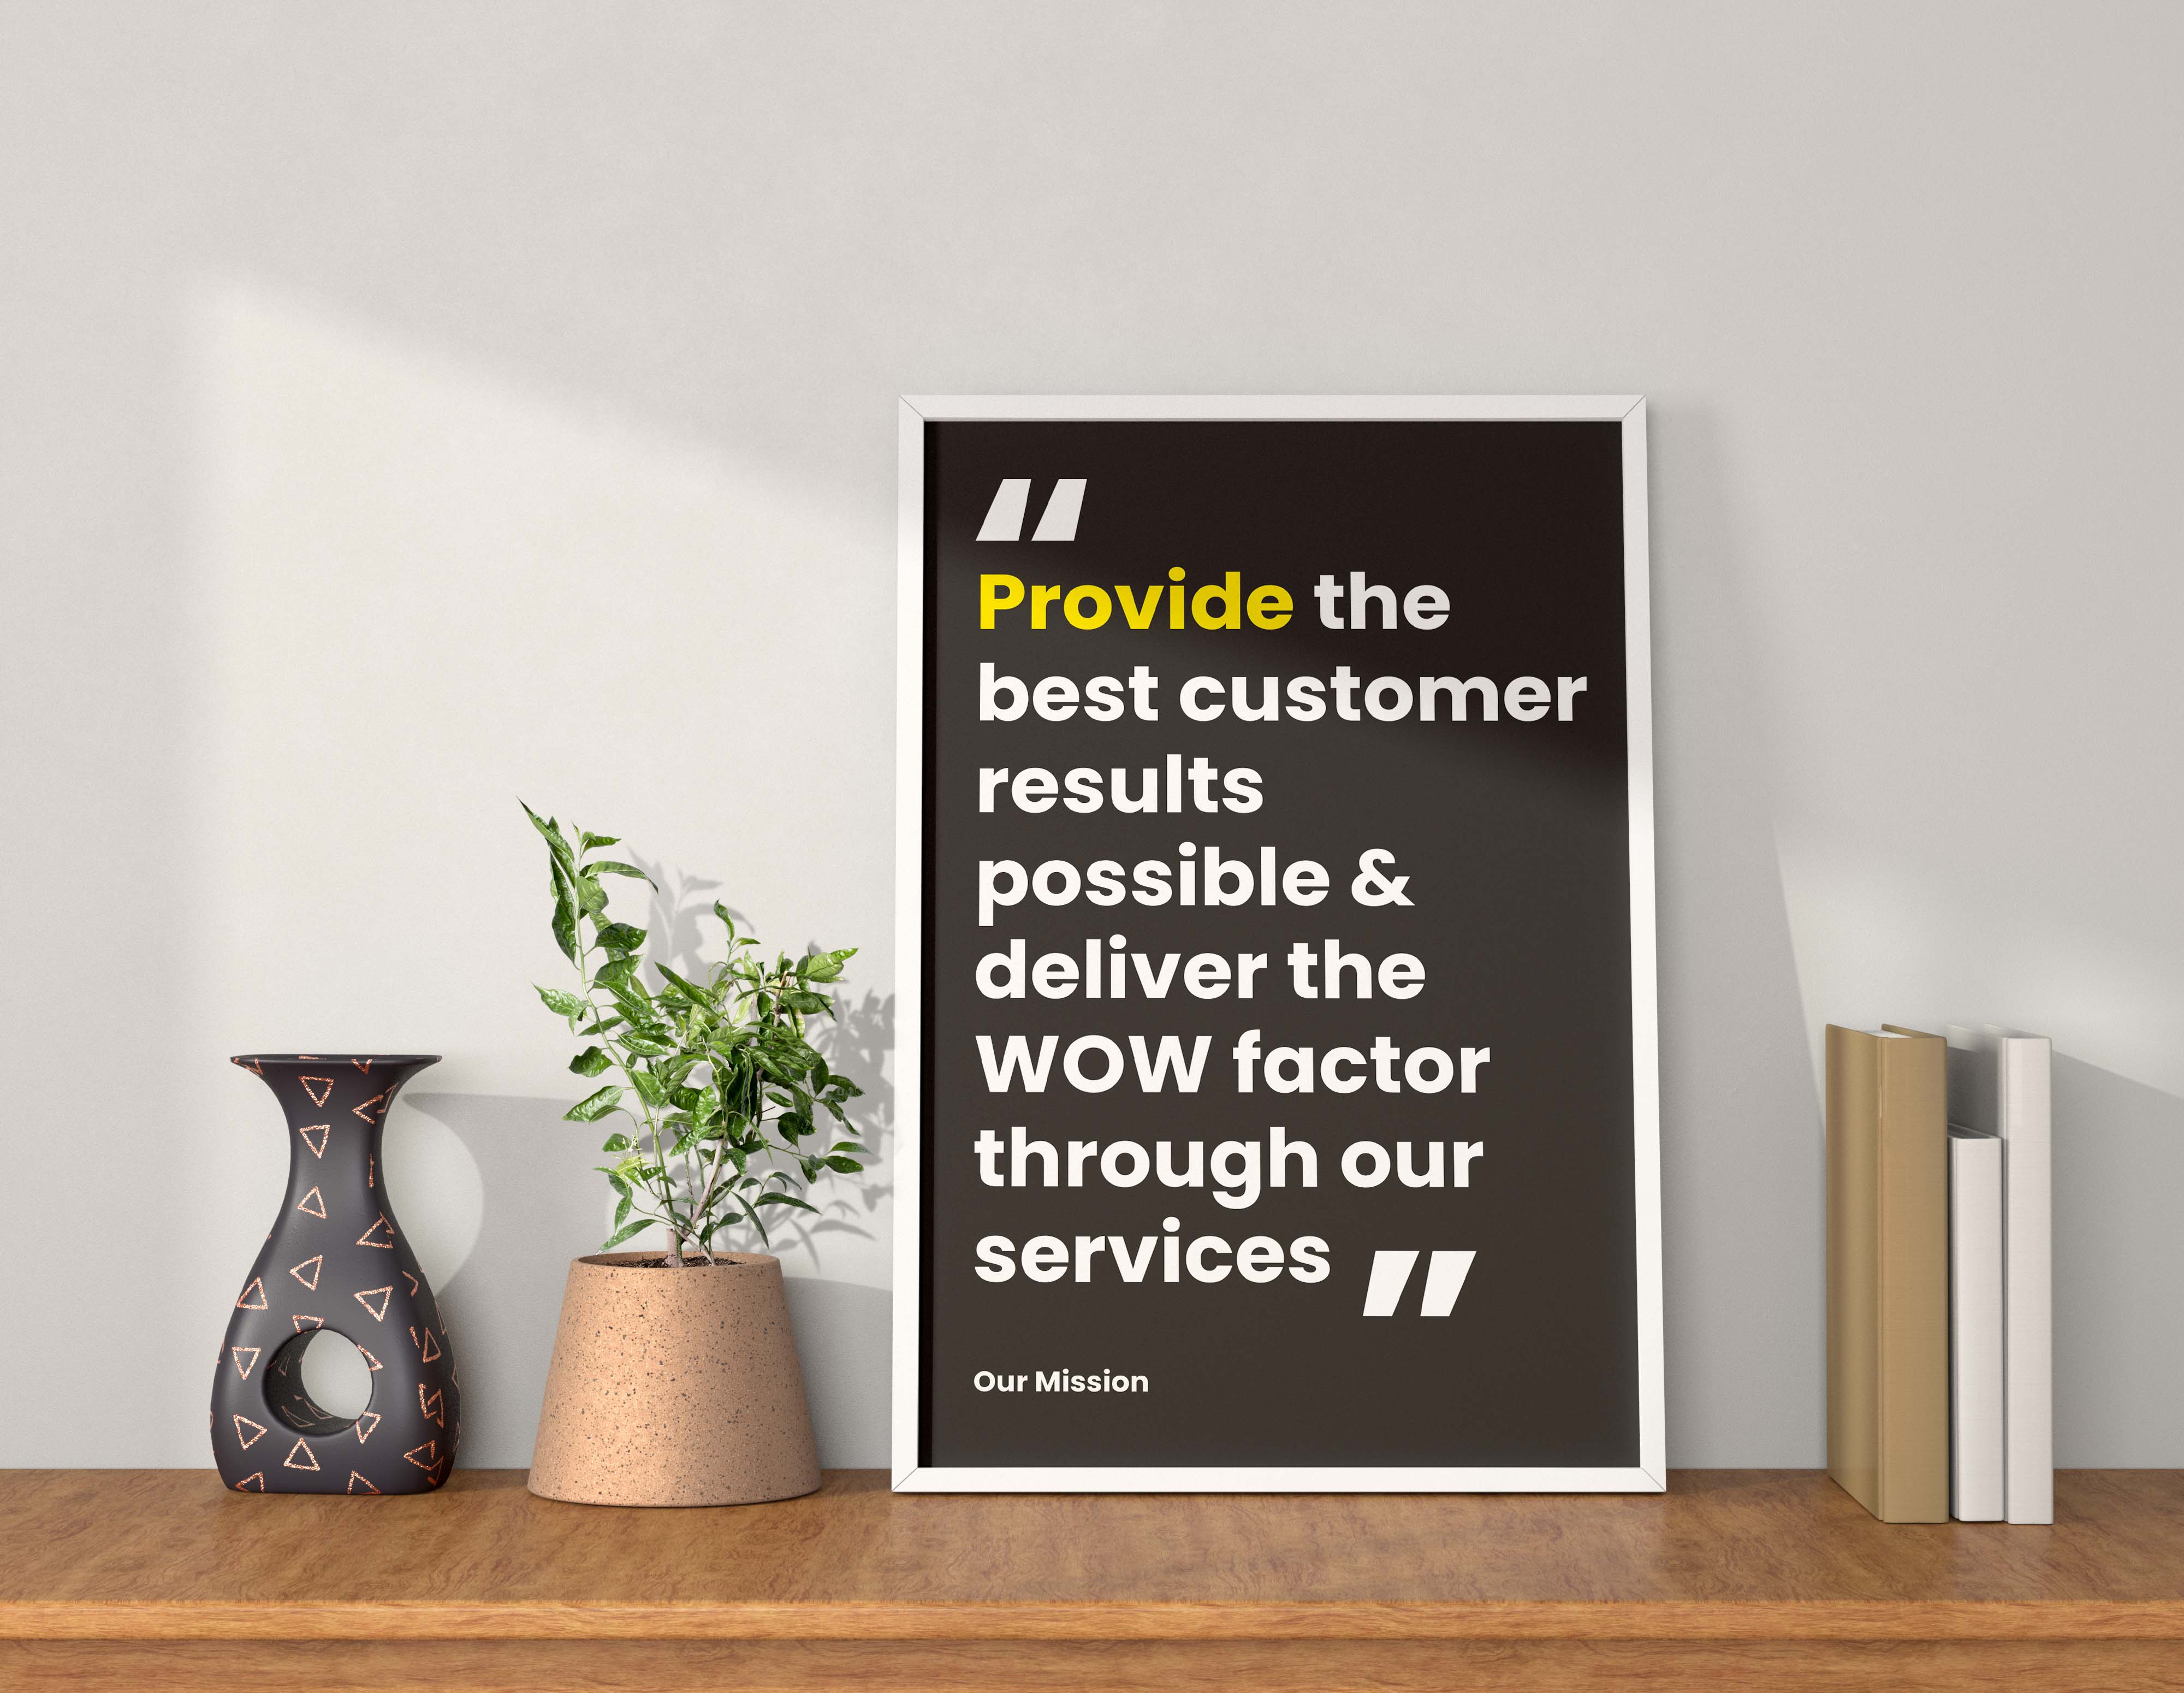 "
Provide the
best customer
results
possible &
deliver the
WOW factor
through our
services "
Our Mission